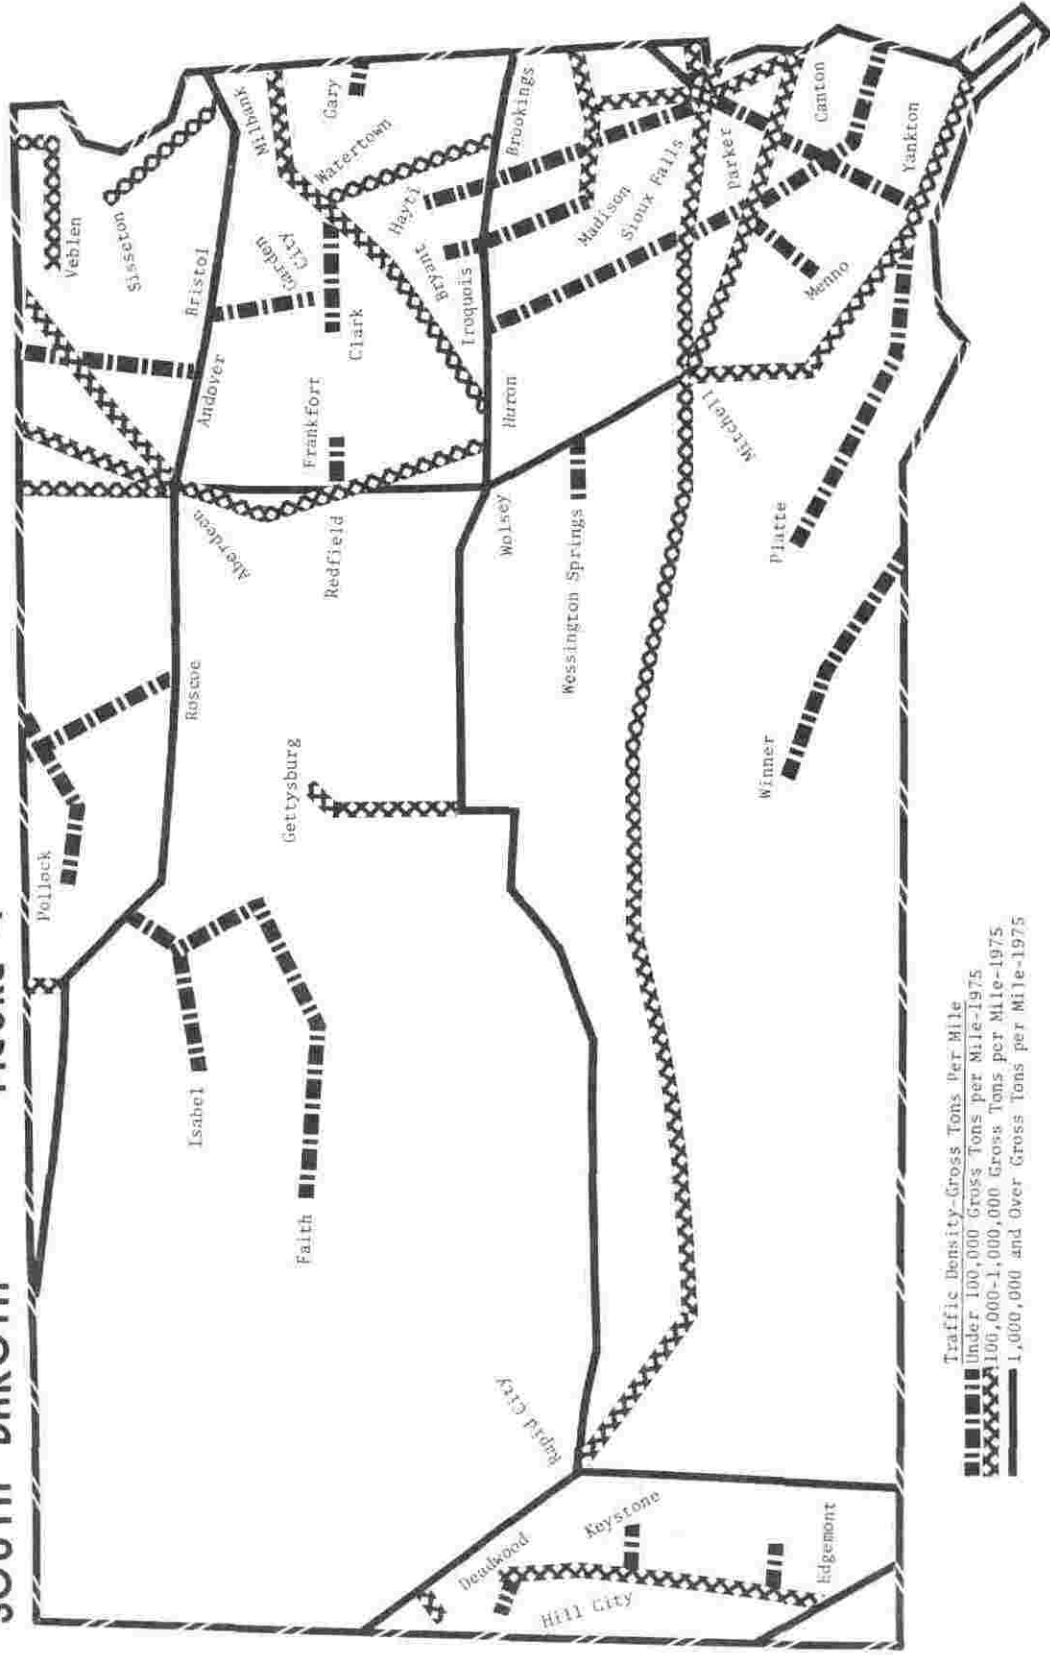 SOUTH DAKOTA
Veblen
Sisseton
Milbank
Gary
Watertown
Bristol
Garden
City
Clark
Andover
Frankfort
Hayti
Bryant
Brookings
Iroquois
Huron
Aberdeen
Redfield
Wolsey
Roscoe
Pollock
Gettysburg
Isabel
Faith
Wessington Springs
Madison
Sioux Falls
Parker
Canton
Yankton
Menno
Mitchell
Platte
Winner
Rapid City
Deadwood
Keystone
Hill City
Edgemont
Traffic Density-Gross Tons Per Mile
Under 100,000 Gross Tons per Mile-1975
100,000-1,000,000 Gross Tons per Mile-1975
1,000,000 and Over Gross Tons per Mile-1975